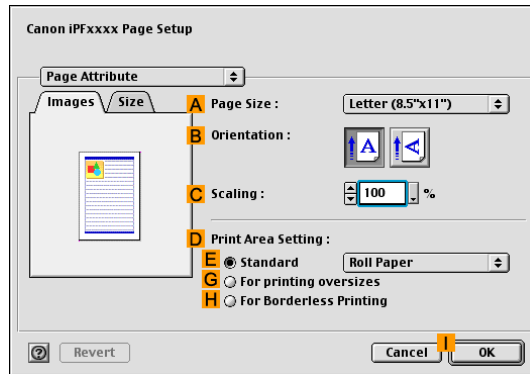 Canon iPFxxxx Page Setup
Page Attribute
Images Size
A Page Size : Letter (8.5"x11")
B Orientation : A A
C Scaling : 100 %
D Print Area Setting :
E Standard Roll Paper
G For printing oversizes
H For Borderless Printing
? Revert Cancel I OK